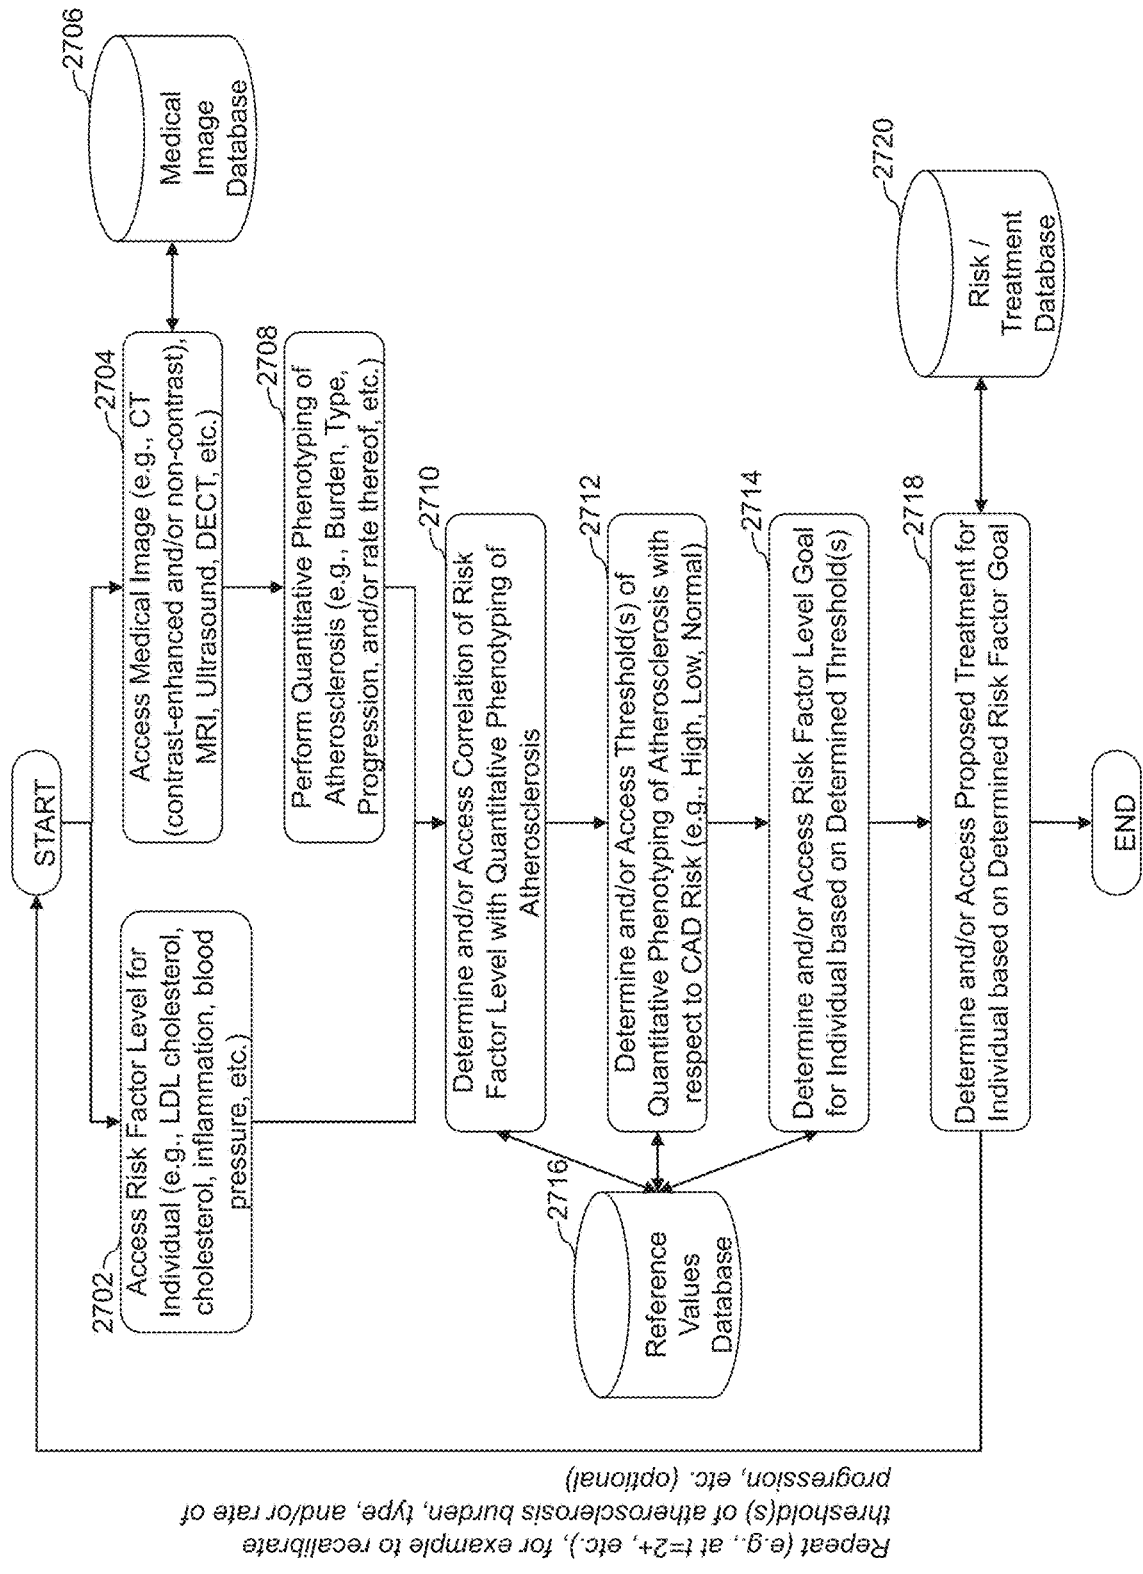 START
2702
Access Risk Factor Level for
Individual (e.g., LDL cholesterol,
cholesterol, inflammation, blood
pressure, etc.)
2704
Access Medical Image (e.g., CT
(contrast-enhanced and/or non-contrast),
MRI, Ultrasound, DECT, etc.)
2706
Medical
Image
Database
2708
Perform Quantitative Phenotyping of
Atherosclerosis (e.g., Burden, Type,
Progression, and/or rate thereof, etc.)
2710
Determine and/or Access Correlation of Risk
Factor Level with Quantitative Phenotyping of
Atherosclerosis
2712
Determine and/or Access Threshold(s) of
Quantitative Phenotyping of Atherosclerosis with
respect to CAD Risk (e.g., High, Low, Normal)
2714
Determine and/or Access Risk Factor Level Goal
for Individual based on Determined Threshold(s)
2716
Reference
Values
Database
2718
Determine and/or Access Proposed Treatment for
Individual based on Determined Risk Factor Goal
2720
Risk /
Treatment
Database
END
Repeat (e.g., at t=2+, etc.), for example to recalibrate
threshold(s) of atherosclerosis burden, type, and/or rate of
progression, etc. (optional)